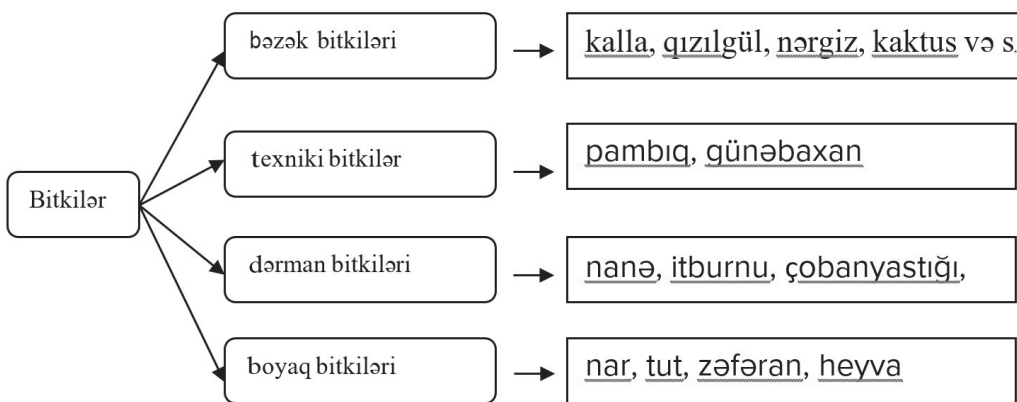 bəzək bitkiləri
kalla, qızılgül, nərgiz, kaktus və s
texniki bitkilər
pambıq, günəbaxan
Bitkilər
dərman bitkiləri
nanə, itburnu, çobanyastığı,
boyaq bitkiləri
nar, tut, zəfəran, heyva